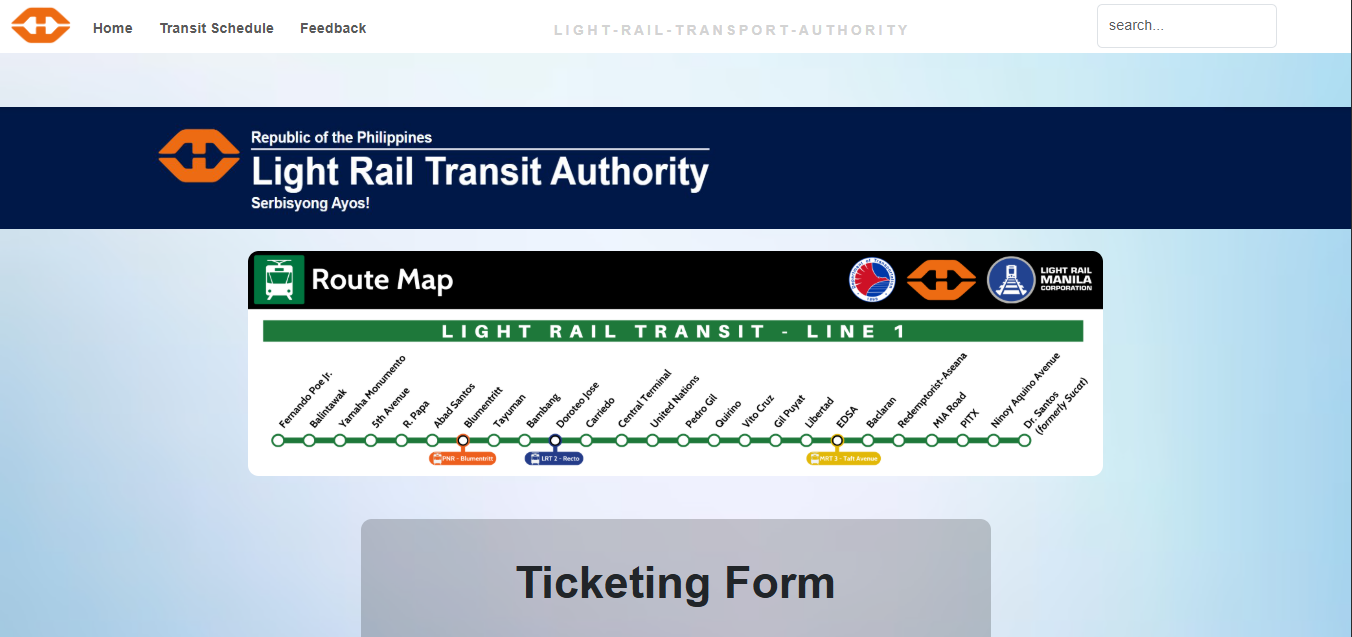 Home Transit Schedule Feedback
LIGHT-RAIL-TRANSPORT-AUTHORITY
search...
Republic of the Philippines
Light Rail Transit Authority
Serbisyong Ayos!
Route Map
LIGHT RAIL
MANILA
CORPORATION
LIGHT RAIL TRANSIT - LINE 1
Fernando Poe Jr.
Balintawak
Yamaha Monumento
5th Avenue
R. Papa
Abad Santos
Blumentritt
Tayuman
Bambang
Doroteo Jose
Carriedo
Central Terminal
United Nations
Pedro Gil
Quirino
Vito Cruz
Gil Puyat
Libertad
EDSA
Baclaran
Redemptorist-Aseana
MIA Road
PITX
Ninoy Aquino Avenue
Dr. Santos
(formerly Sucat)
PNR - Blumentritt
LRT 2 - Recto
MRT 3 - Taft Avenue
Ticketing Form